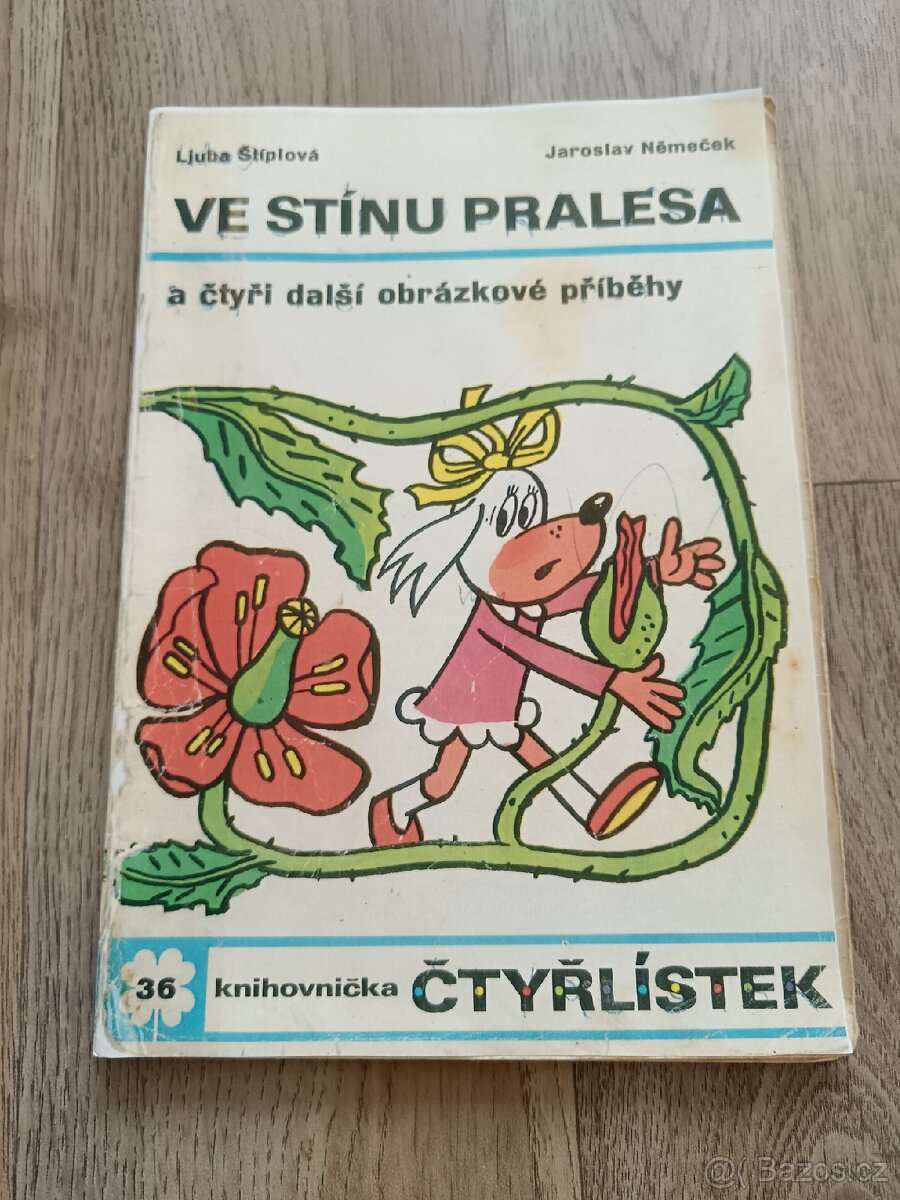 Ljuba Štíplová Jaroslav Němeček
VE STÍNU PRALESA
a čtyři další obrázkové příběhy
36 knihovnička ČTYŘLÍSTEK
@ Bazos.cz